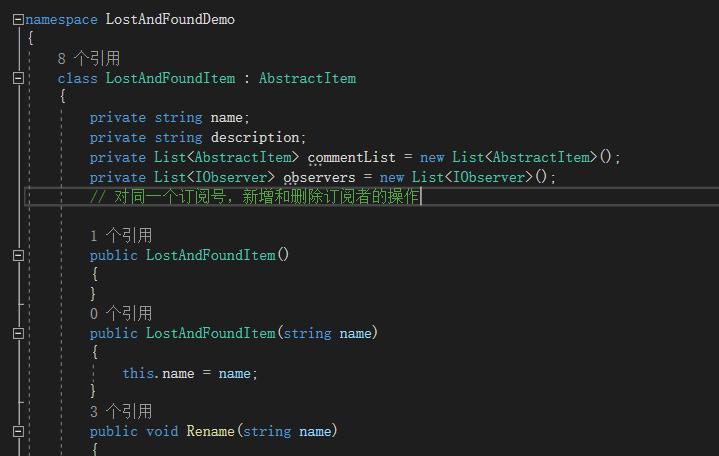 namespace LostAndFoundDemo
{
8 个引用
class LostAndFoundItem : AbstractItem
{
private string name;
private string description;
private List<AbstractItem> commentList = new List<AbstractItem>();
private List<IObserver> observers = new List<IObserver>();
// 对同一个订阅号，新增和删除订阅者的操作
1 个引用
public LostAndFoundItem()
{
}
0 个引用
public LostAndFoundItem(string name)
{
this.name = name;
}
3 个引用
public void Rename(string name)
{